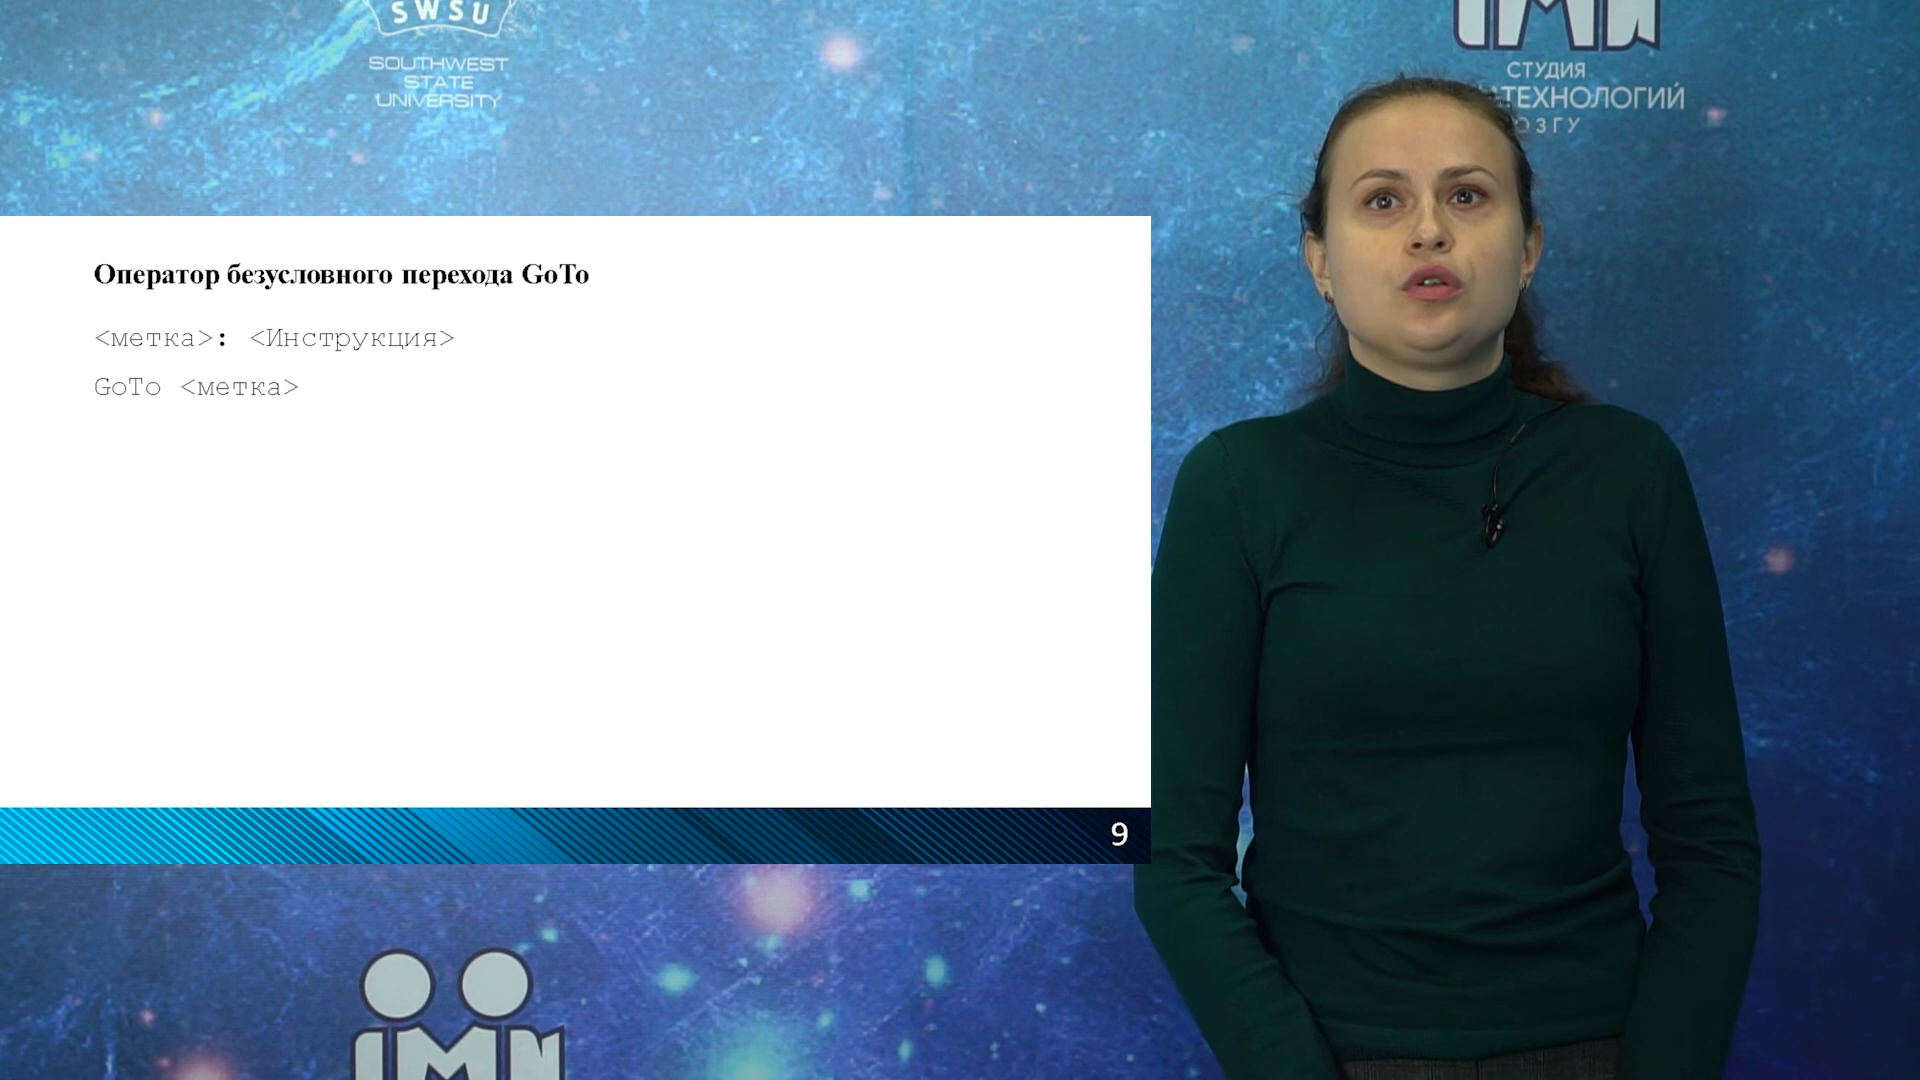 SWSU
SOUTHWEST
STATE
UNIVERSITY
СТУДИЯ
ТЕХНОЛОГИЙ
Оператор безусловного перехода GoTo
<метка>: <Инструкция>
GoTo <метка>
9